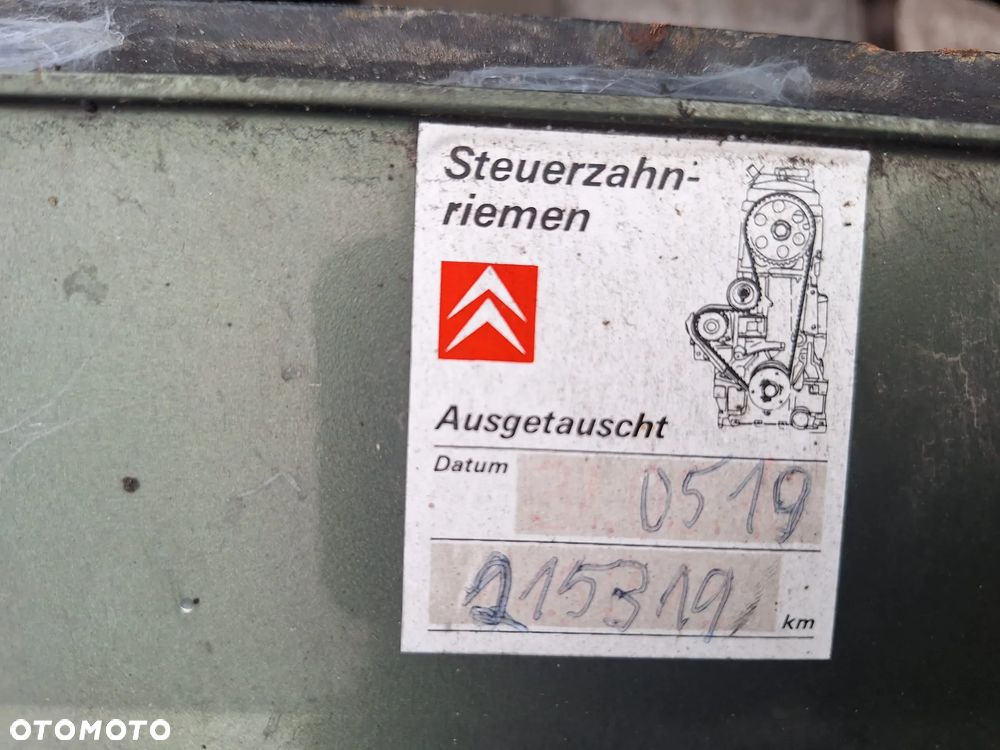 Steuerzahn-
riemen
Ausgetauscht
Datum 0519
215319 km
OTOMOTO